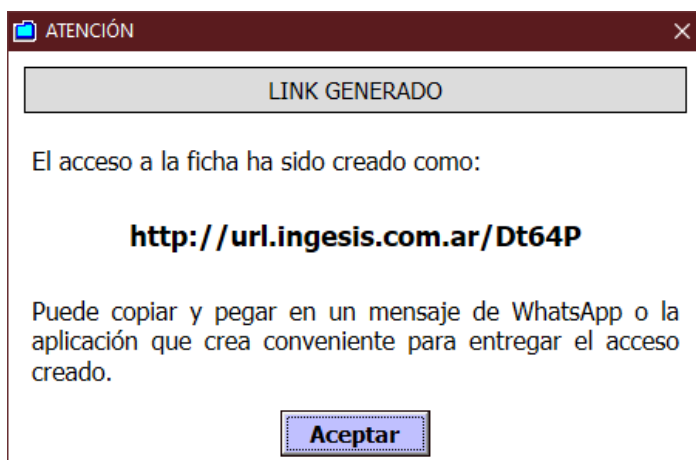 ATENCIÓN
LINK GENERADO
El acceso a la ficha ha sido creado como:
http://url.ingesis.com.ar/Dt64P
Puede copiar y pegar en un mensaje de WhatsApp o la
aplicación que crea conveniente para entregar el acceso
creado.
Aceptar